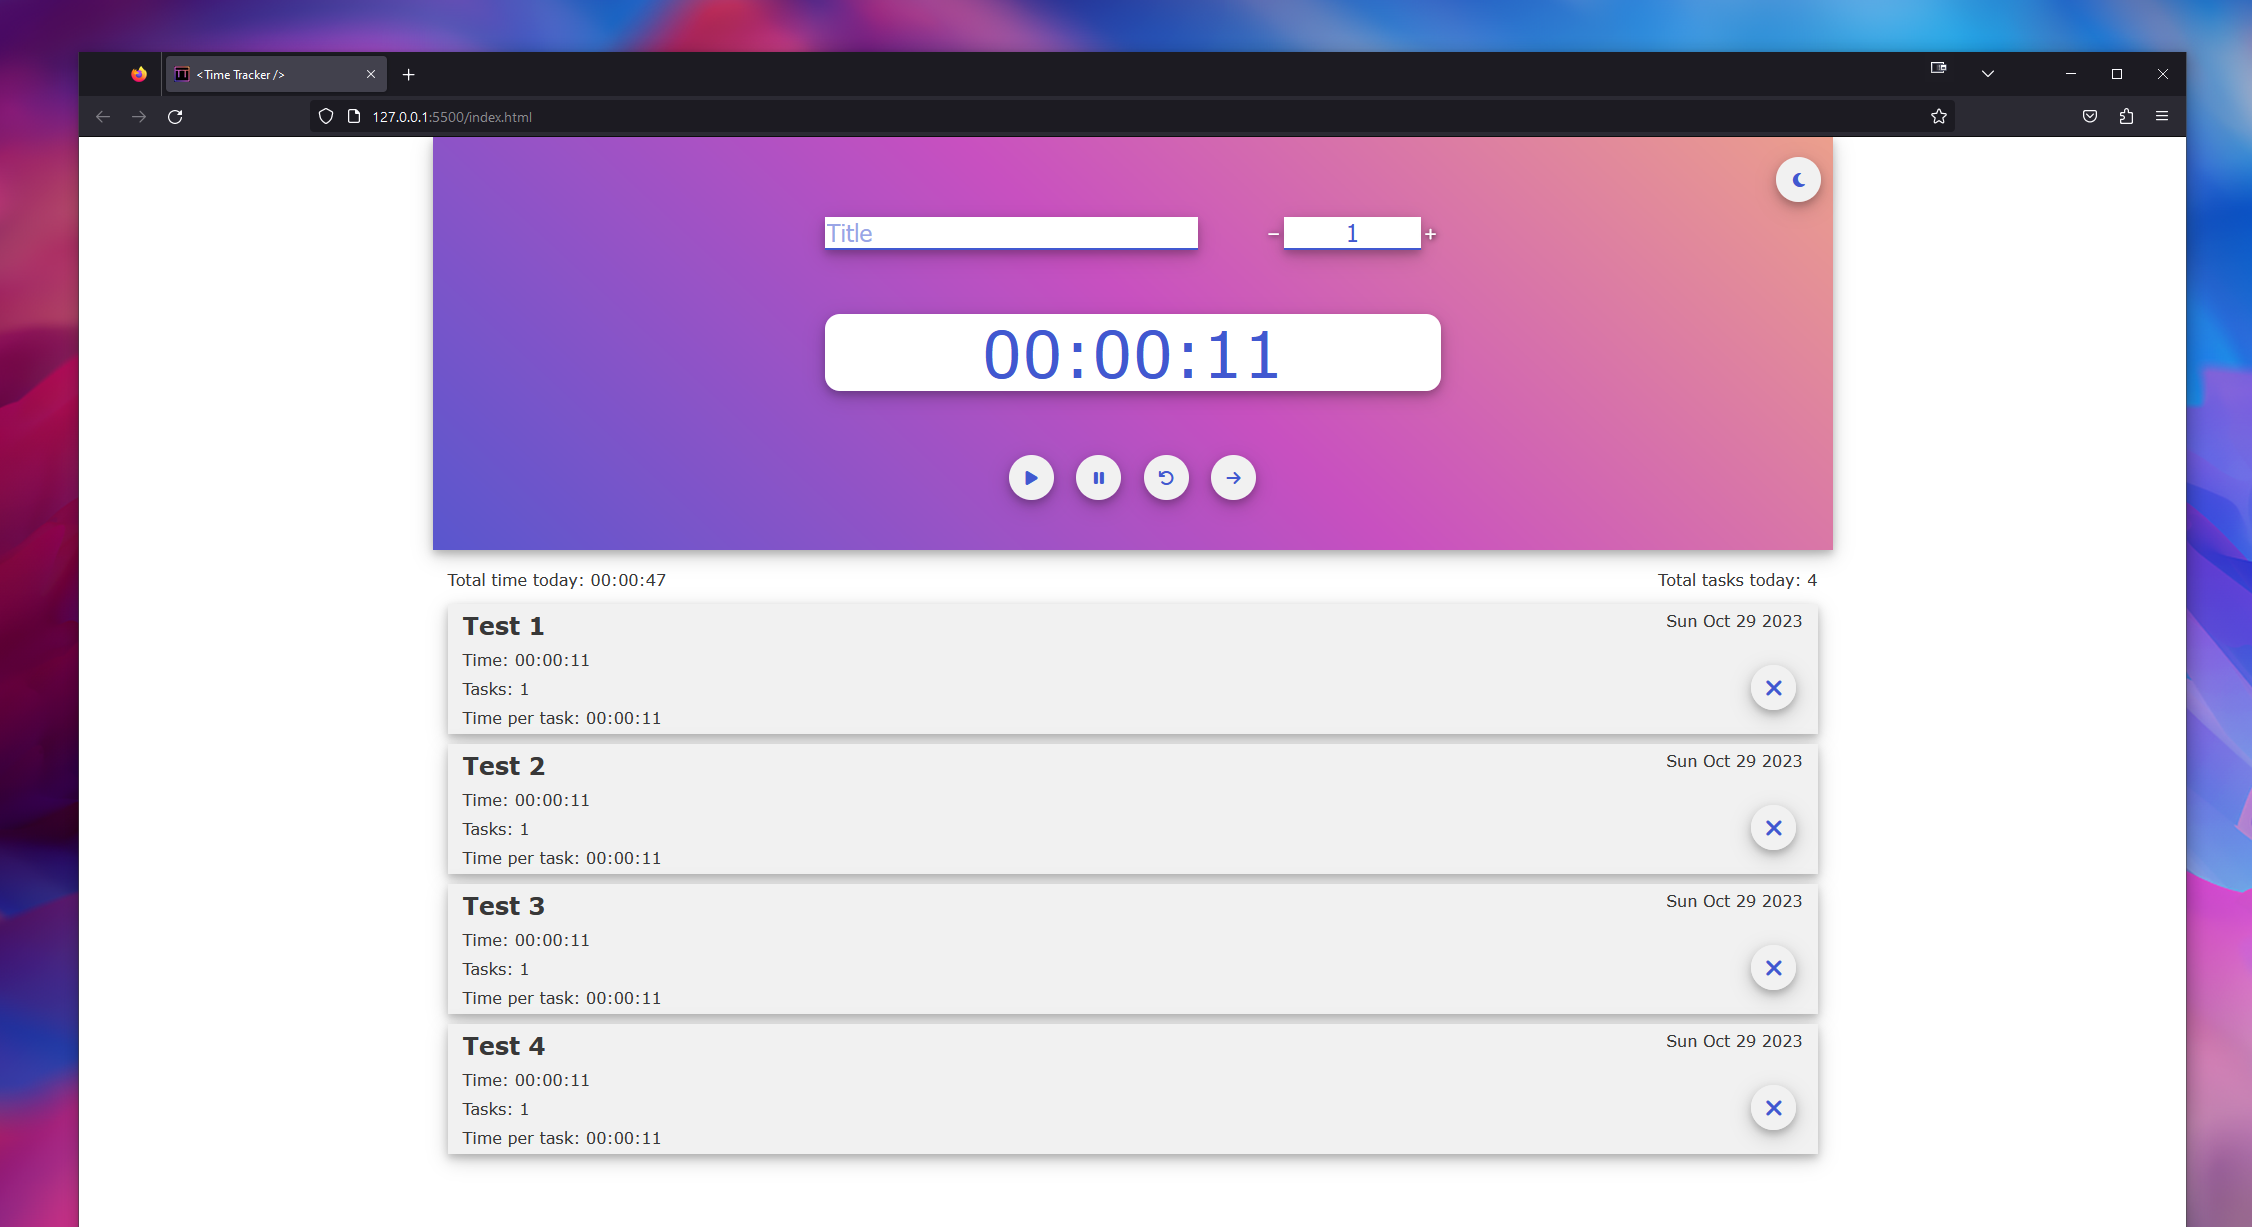 <Time Tracker />
127.0.0.1:5500/index.html
Title
− 1 +
00:00:11
Total time today: 00:00:47
Total tasks today: 4
Test 1
Sun Oct 29 2023
Time: 00:00:11
Tasks: 1
Time per task: 00:00:11
Test 2
Sun Oct 29 2023
Time: 00:00:11
Tasks: 1
Time per task: 00:00:11
Test 3
Sun Oct 29 2023
Time: 00:00:11
Tasks: 1
Time per task: 00:00:11
Test 4
Sun Oct 29 2023
Time: 00:00:11
Tasks: 1
Time per task: 00:00:11